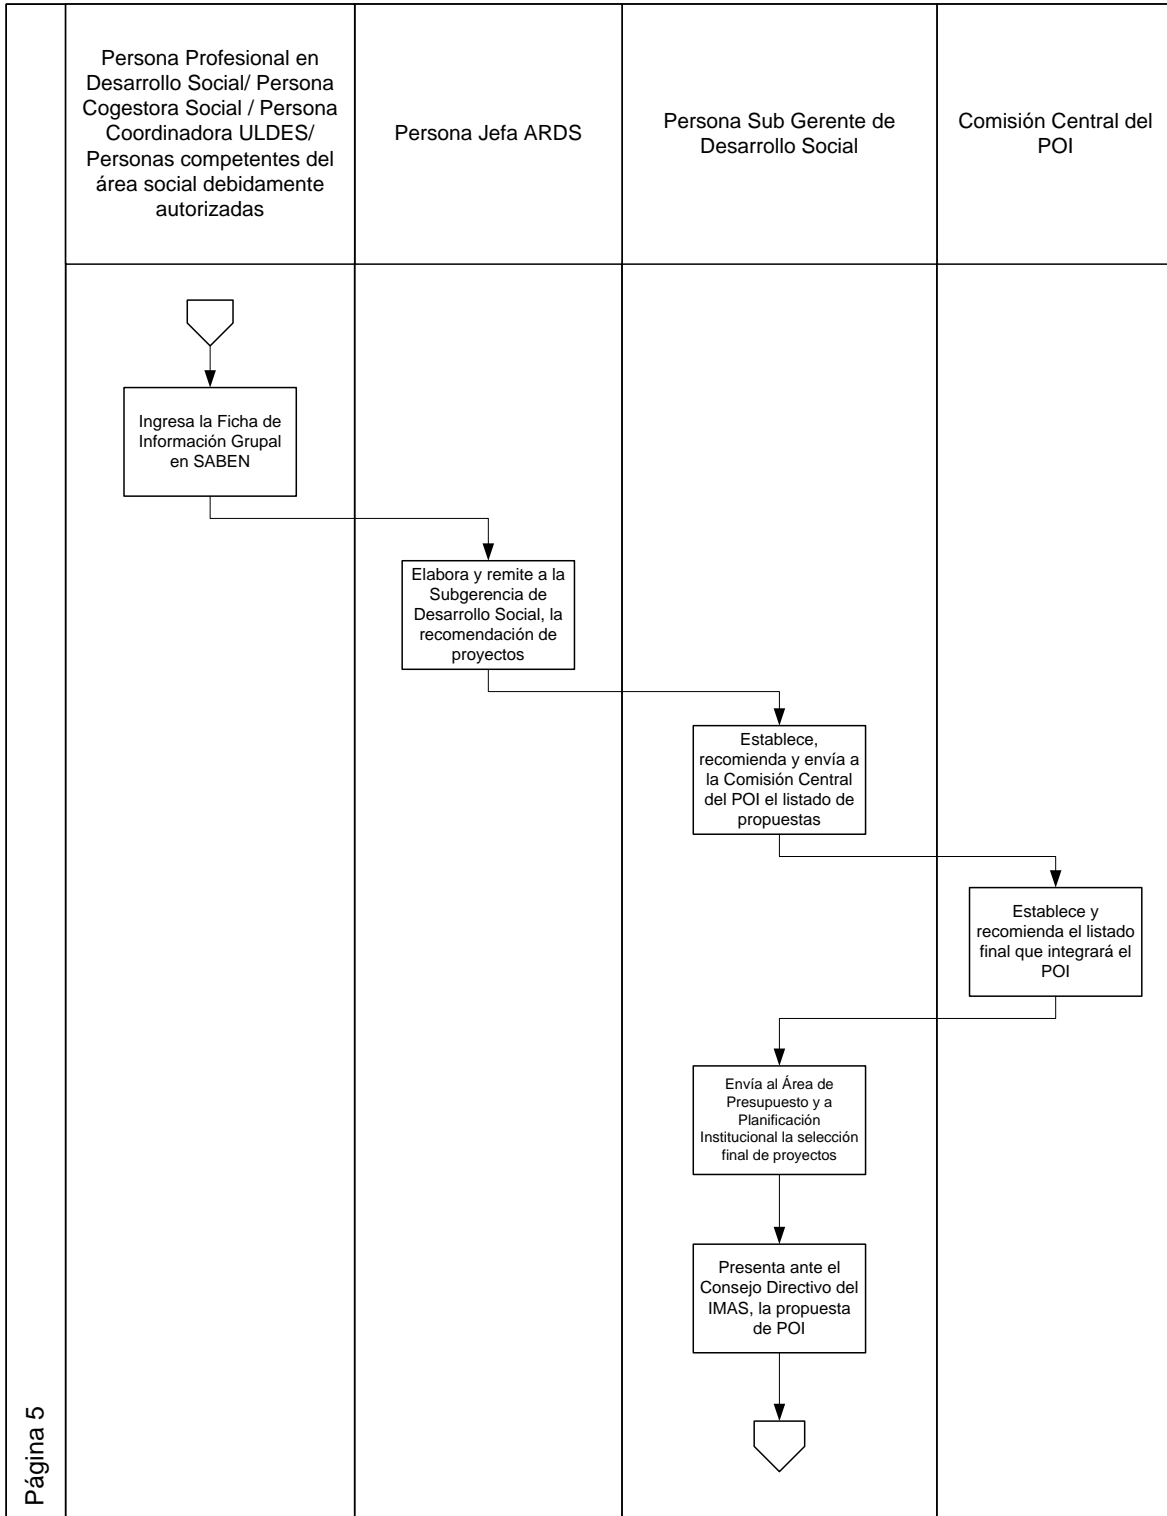 Persona Profesional en
Desarrollo Social/ Persona
Cogestora Social / Persona
Coordinadora ULDES/
Personas competentes del
área social debidamente
autorizadas
Persona Jefa ARDS
Persona Sub Gerente de
Desarrollo Social
Comisión Central del
POI
Ingresa la Ficha de
Información Grupal
en SABEN
Elabora y remite a la
Subgerencia de
Desarrollo Social, la
recomendación de
proyectos
Establece,
recomienda y envía a
la Comisión Central
del POI el listado de
propuestas
Establece y
recomienda el listado
final que integrará el
POI
Envía al Área de
Presupuesto y a
Planificación
Institucional la selección
final de proyectos
Presenta ante el
Consejo Directivo del
IMAS, la propuesta
de POI
Página 5